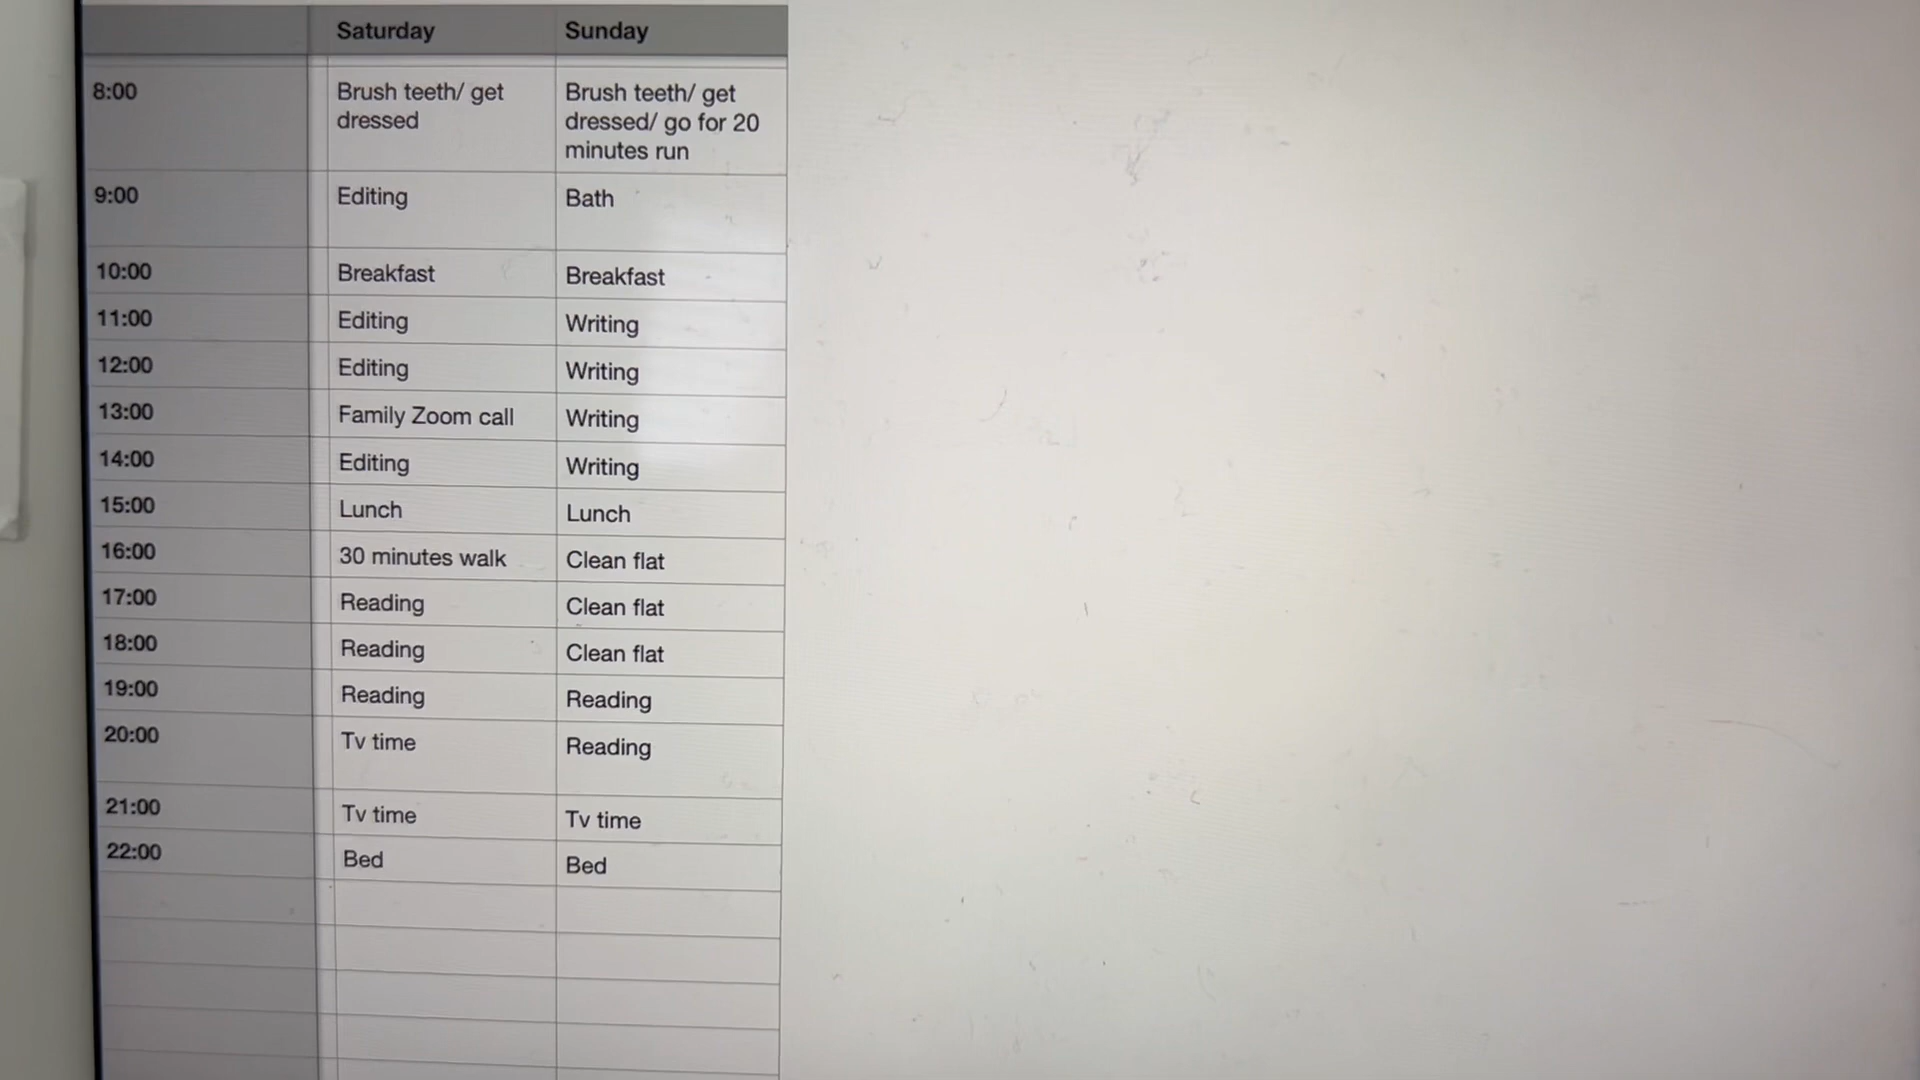 Saturday Sunday
8:00 Brush teeth/ get dressed Brush teeth/ get dressed/ go for 20 minutes run
9:00 Editing Bath
10:00 Breakfast Breakfast
11:00 Editing Writing
12:00 Editing Writing
13:00 Family Zoom call Writing
14:00 Editing Writing
15:00 Lunch Lunch
16:00 30 minutes walk Clean flat
17:00 Reading Clean flat
18:00 Reading Clean flat
19:00 Reading Reading
20:00 Tv time Reading
21:00 Tv time Tv time
22:00 Bed Bed